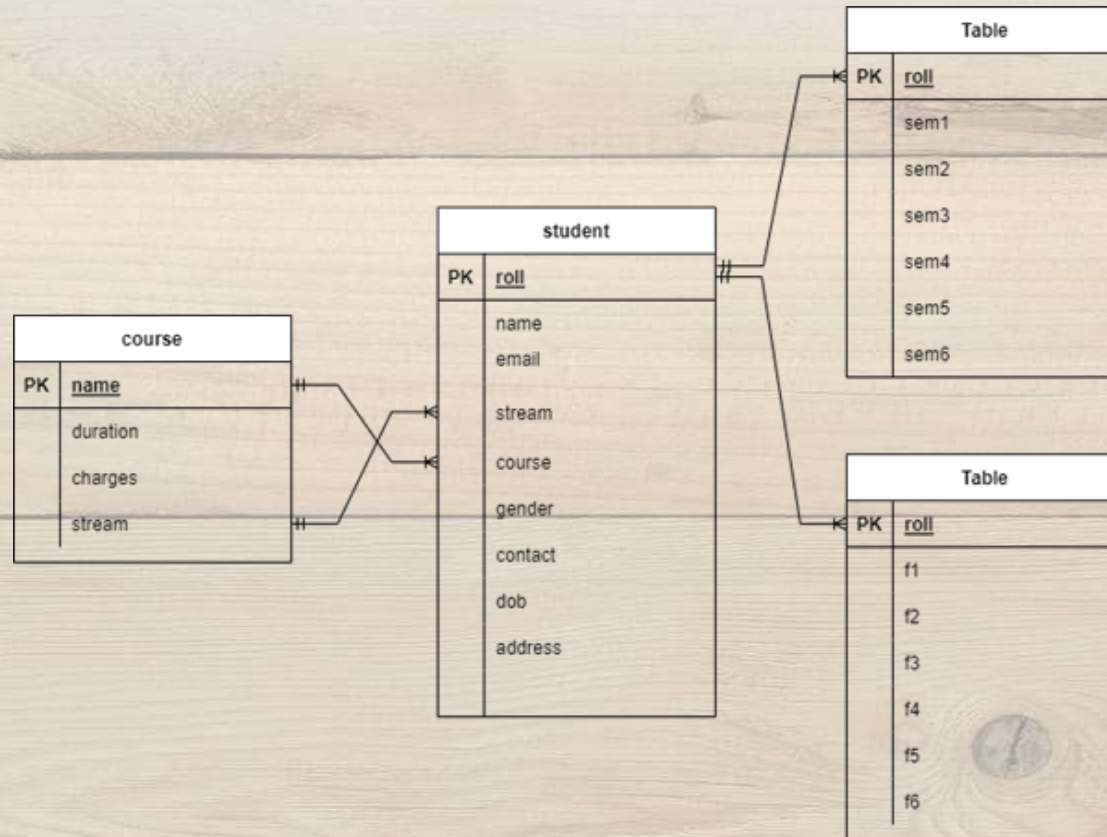 course
PK name
duration
charges
stream
student
PK roll
name
email
stream
course
gender
contact
dob
address
Table
PK roll
sem1
sem2
sem3
sem4
sem5
sem6
Table
PK roll
f1
f2
f3
f4
f5
f6